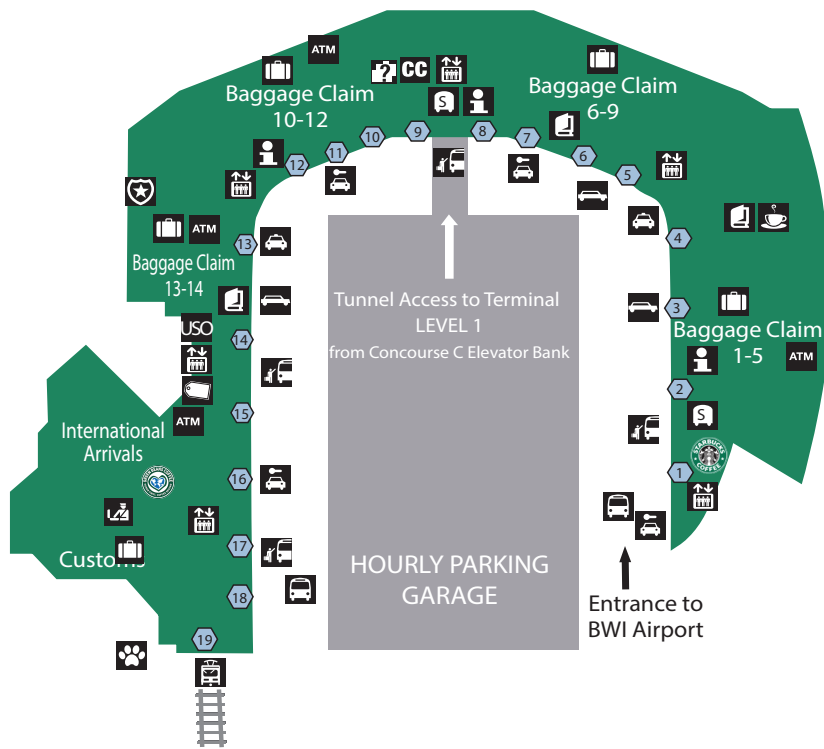 ATM
CC
Baggage Claim
10-12
Baggage Claim
6-9
S
12
11
10
9
8
7
6
5
4
13
ATM
Baggage Claim
13-14
Tunnel Access to Terminal
LEVEL 1
from Concourse C Elevator Bank
3
Baggage Claim
1-5
ATM
USO
14
2
S
ATM
15
International
Arrivals
STARBUCKS
COFFEE
1
16
17
Customs
HOURLY PARKING
GARAGE
18
Entrance to
BWI Airport
19